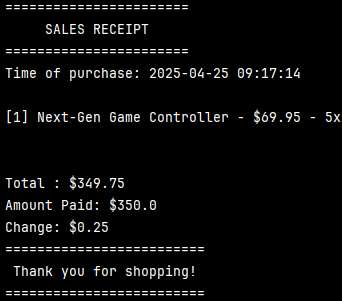 =======================
SALES RECEIPT
=======================
Time of purchase: 2025-04-25 09:17:14
[1] Next-Gen Game Controller - $69.95 - 5x
Total : $349.75
Amount Paid: $350.0
Change: $0.25
=========================
Thank you for shopping!
=========================